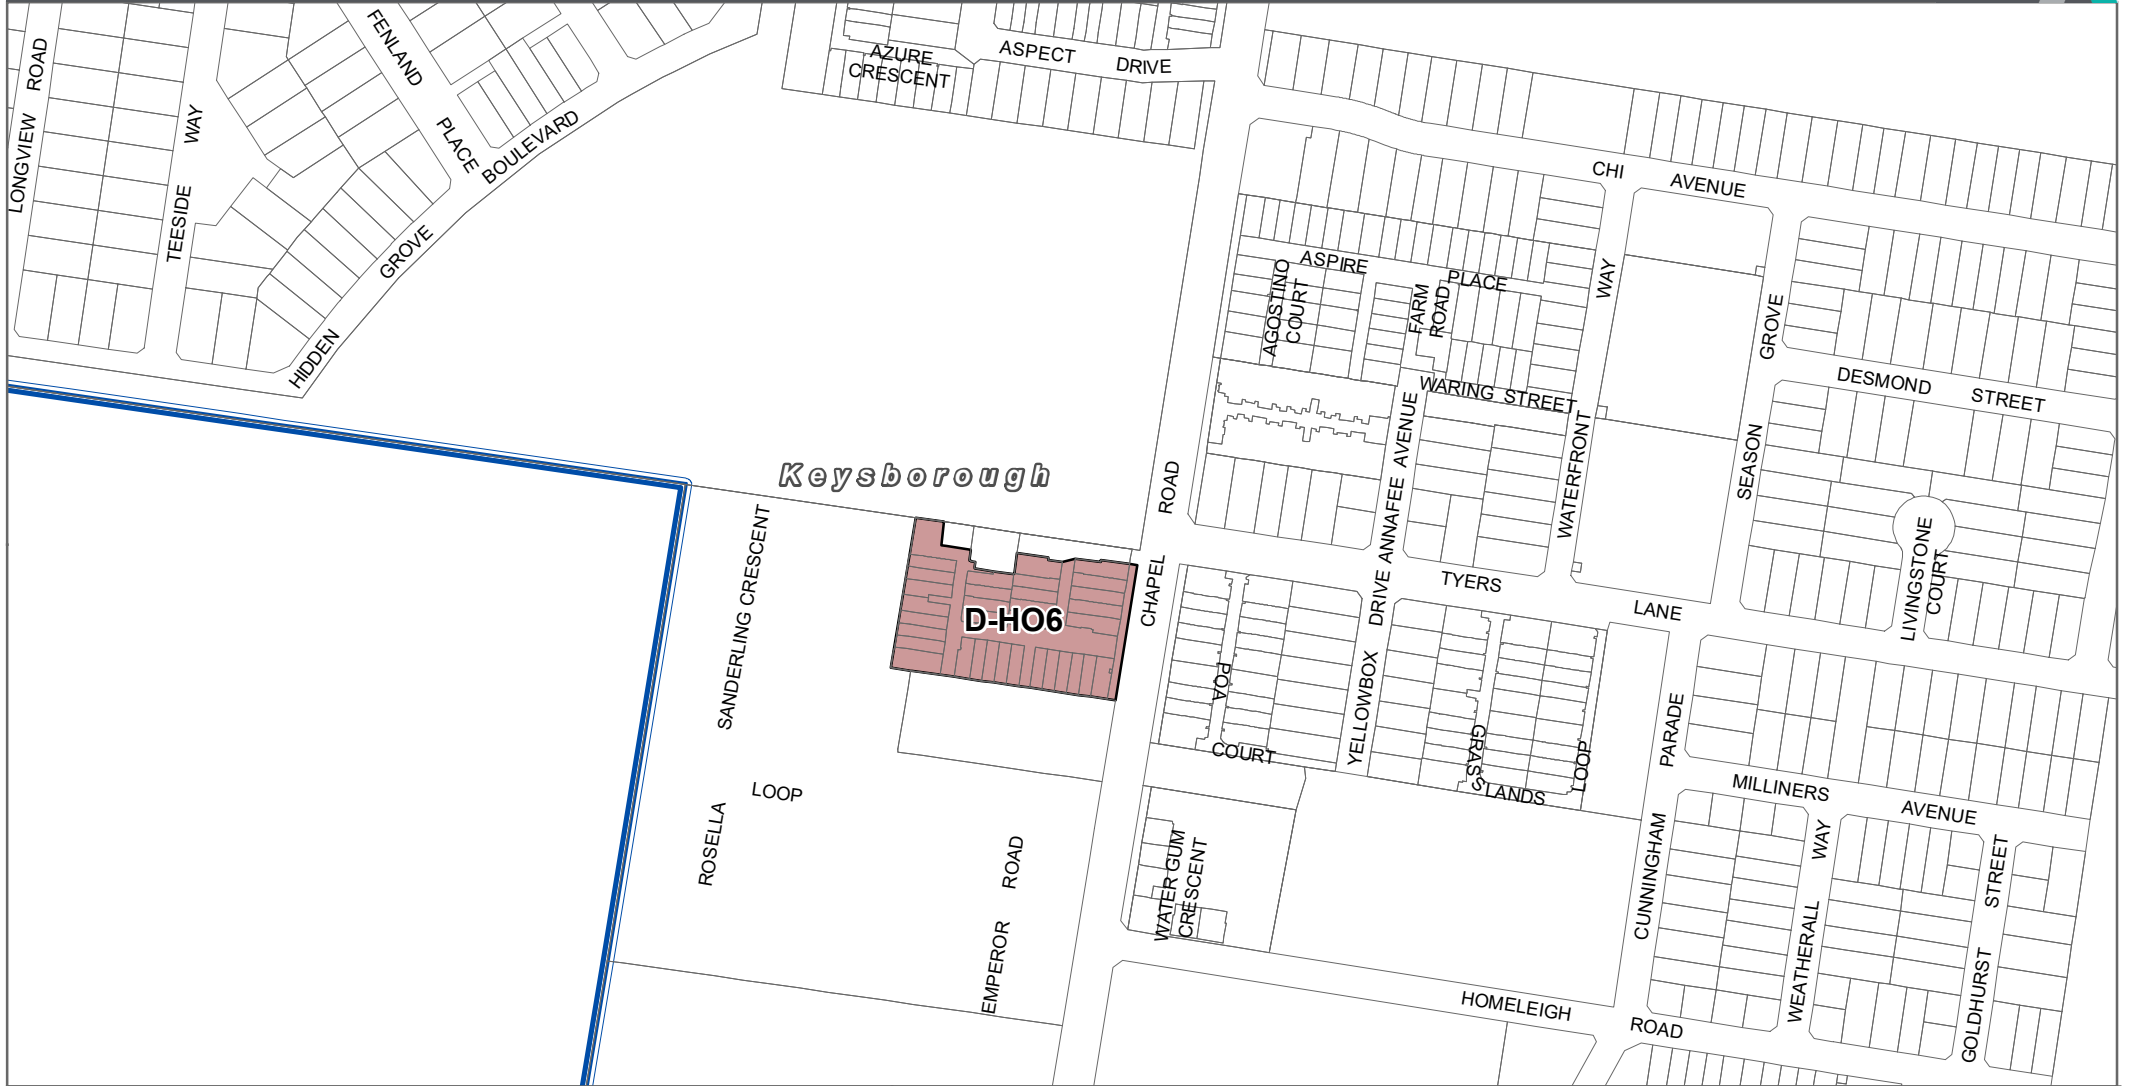 LONGVIEW ROAD
TEESIDE WAY
FENLAND PLACE
HIDDEN GROVE BOULEVARD
AZURE
CRESCENT
ASPECT DRIVE
CHI AVENUE
ASPIRE PLACE
AGOSTINO
COURT
FARM
ROAD
WAY
WATERFRONT
GROVE
SEASON
DESMOND STREET
WARING STREET
ANNAFEE AVENUE
Keysborough
CHAPEL ROAD
SANDERLING CRESCENT
D-HO6
TYERS LANE
LIVINGSTONE
COURT
YELLOWBOX DRIVE
POA COURT
GRASSLANDS LOOP
CUNNINGHAM PARADE
MILLINERS AVENUE
ROSELLA LOOP
EMPEROR ROAD
WATER GUM
CRESCENT
WEATHERALL WAY
GOLDHURST STREET
HOMELEIGH ROAD